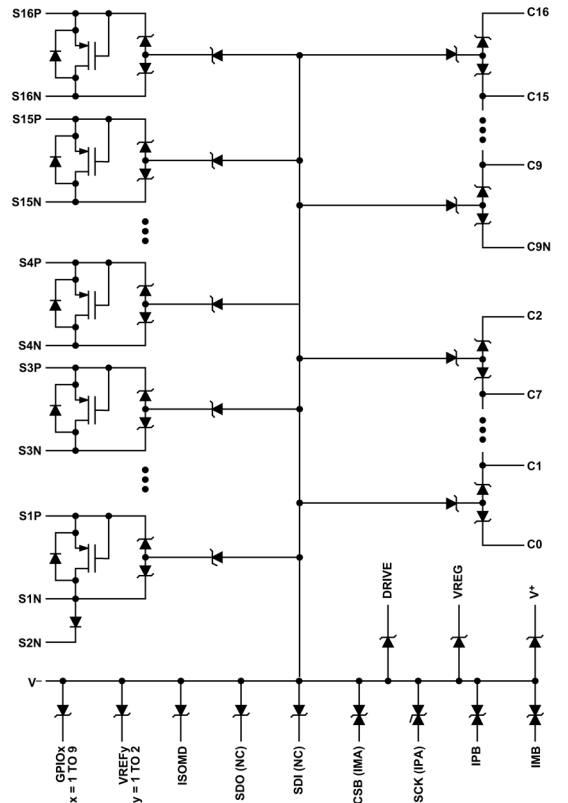 S16P
C16
S16N
C15
S15P
C9
S15N
C9N
S4P
C2
S4N
S3P
C7
S3N
C1
S1P
C0
S1N
DRIVE
VREG
V+
S2N
V–
GPIOx
x = 1 TO 9
VREFy
y = 1 TO 2
ISOMD
SDO (NC)
SDI (NC)
CSB (IMA)
SCK (IPA)
IPB
IMB